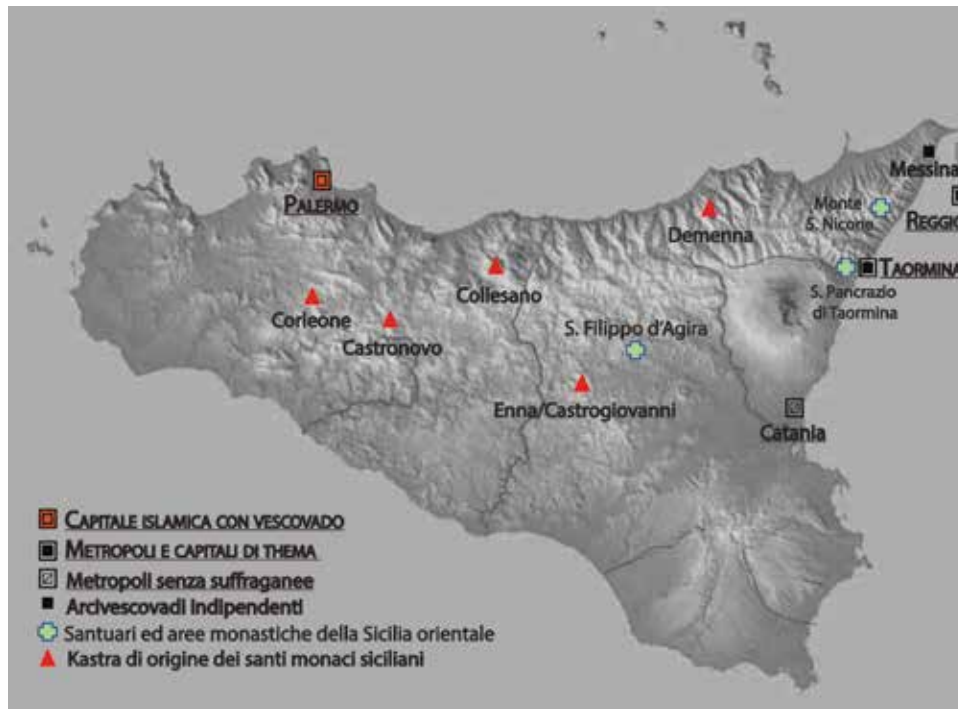 Messina
PALERMO
Monte
S. Nicone
REGGIO
Demenna
TAORMINA
Collesano
S. Pancrazio
di Taormina
Corleone
Castronovo
S. Filippo d'Agira
Enna/Castrogiovanni
Catania
CAPITALE ISLAMICA CON VESCOVADO
METROPOLI E CAPITALI DI THEMA
Metropoli senza suffraganee
Arcivescovadi indipendenti
Santuari ed aree monastiche della Sicilia orientale
Kastra di origine dei santi monaci siciliani